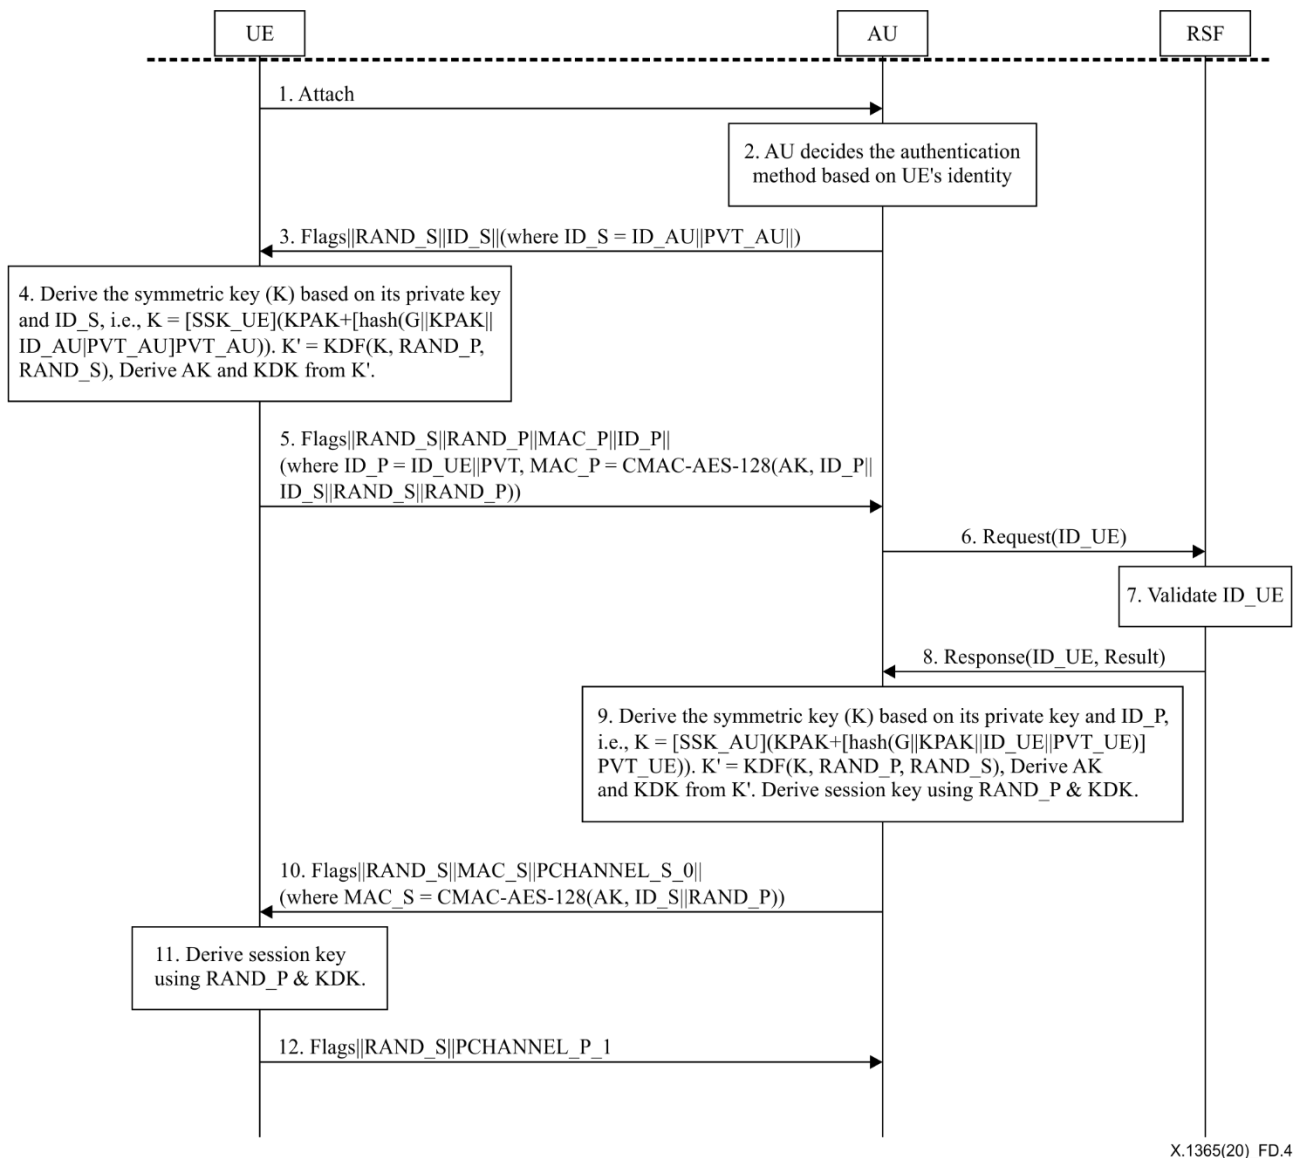 UE
AU
RSF
1. Attach
2. AU decides the authentication
method based on UE's identity
3. Flags||RAND_S||ID_S||(where ID_S = ID_AU||PVT_AU||)
4. Derive the symmetric key (K) based on its private key
and ID_S, i.e., K = [SSK_UE](KPAK+[hash(G||KPAK||
ID_AU|PVT_AU]PVT_AU)). K' = KDF(K, RAND_P,
RAND_S), Derive AK and KDK from K'.
5. Flags||RAND_S||RAND_P||MAC_P||ID_P||
(where ID_P = ID_UE||PVT, MAC_P = CMAC-AES-128(AK, ID_P||
ID_S||RAND_S||RAND_P))
6. Request(ID_UE)
7. Validate ID_UE
8. Response(ID_UE, Result)
9. Derive the symmetric key (K) based on its private key and ID_P,
i.e., K = [SSK_AU](KPAK+[hash(G||KPAK||ID_UE||PVT_UE)]
PVT_UE)). K' = KDF(K, RAND_P, RAND_S), Derive AK
and KDK from K'. Derive session key using RAND_P & KDK.
10. Flags||RAND_S||MAC_S||PCHANNEL_S_0||
(where MAC_S = CMAC-AES-128(AK, ID_S||RAND_P))
11. Derive session key
using RAND_P & KDK.
12. Flags||RAND_S||PCHANNEL_P_1
X.1365(20)_FD.4